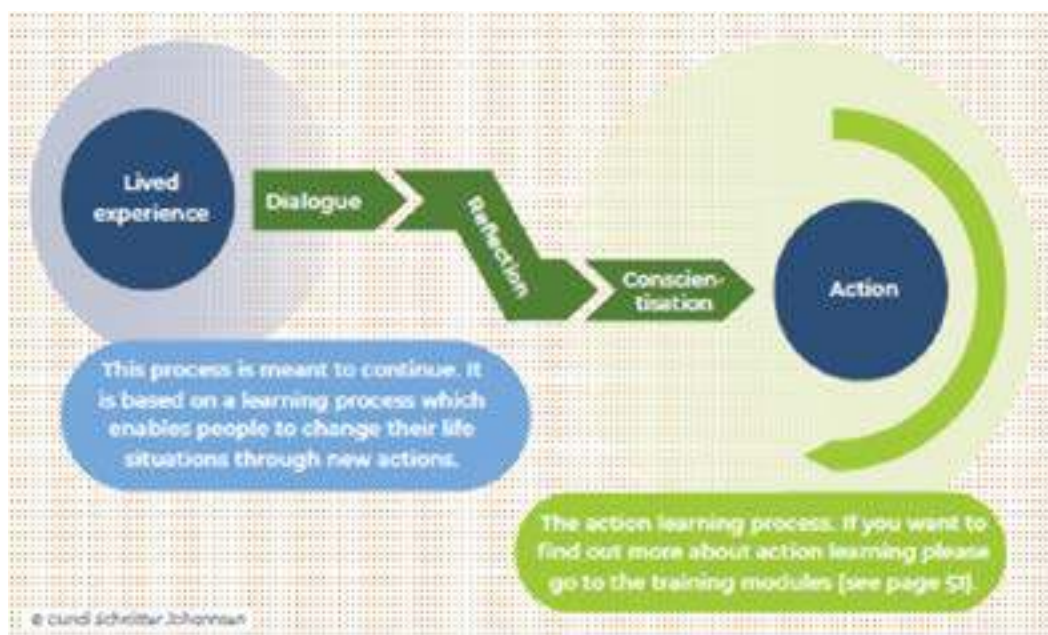 Lived
experience
Dialogue
Reflection
Conscien-
tisation
Action
This process is meant to continue. It
is based on a learning process which
enables people to change their life
situations through new actions.
The action learning process. If you want to
find out more about action learning please
go to the training modules (see page
©